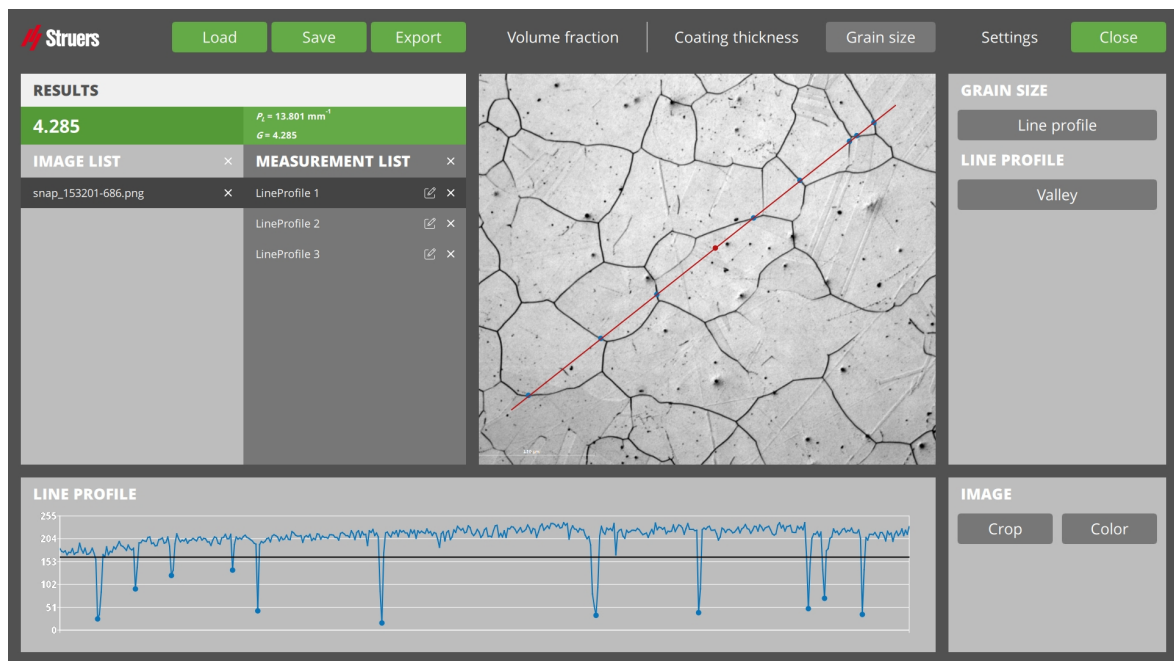 Struers
Load
Save
Export
Volume fraction
Coating thickness
Grain size
Settings
Close
RESULTS
4.285
P_L = 13.801 mm⁻¹
G = 4.285
IMAGE LIST ×
MEASUREMENT LIST ×
snap_153201-686.png ×
LineProfile 1 ×
LineProfile 2 ×
LineProfile 3 ×
GRAIN SIZE
Line profile
LINE PROFILE
Valley
LINE PROFILE
255
204
153
102
51
0
IMAGE
Crop
Color